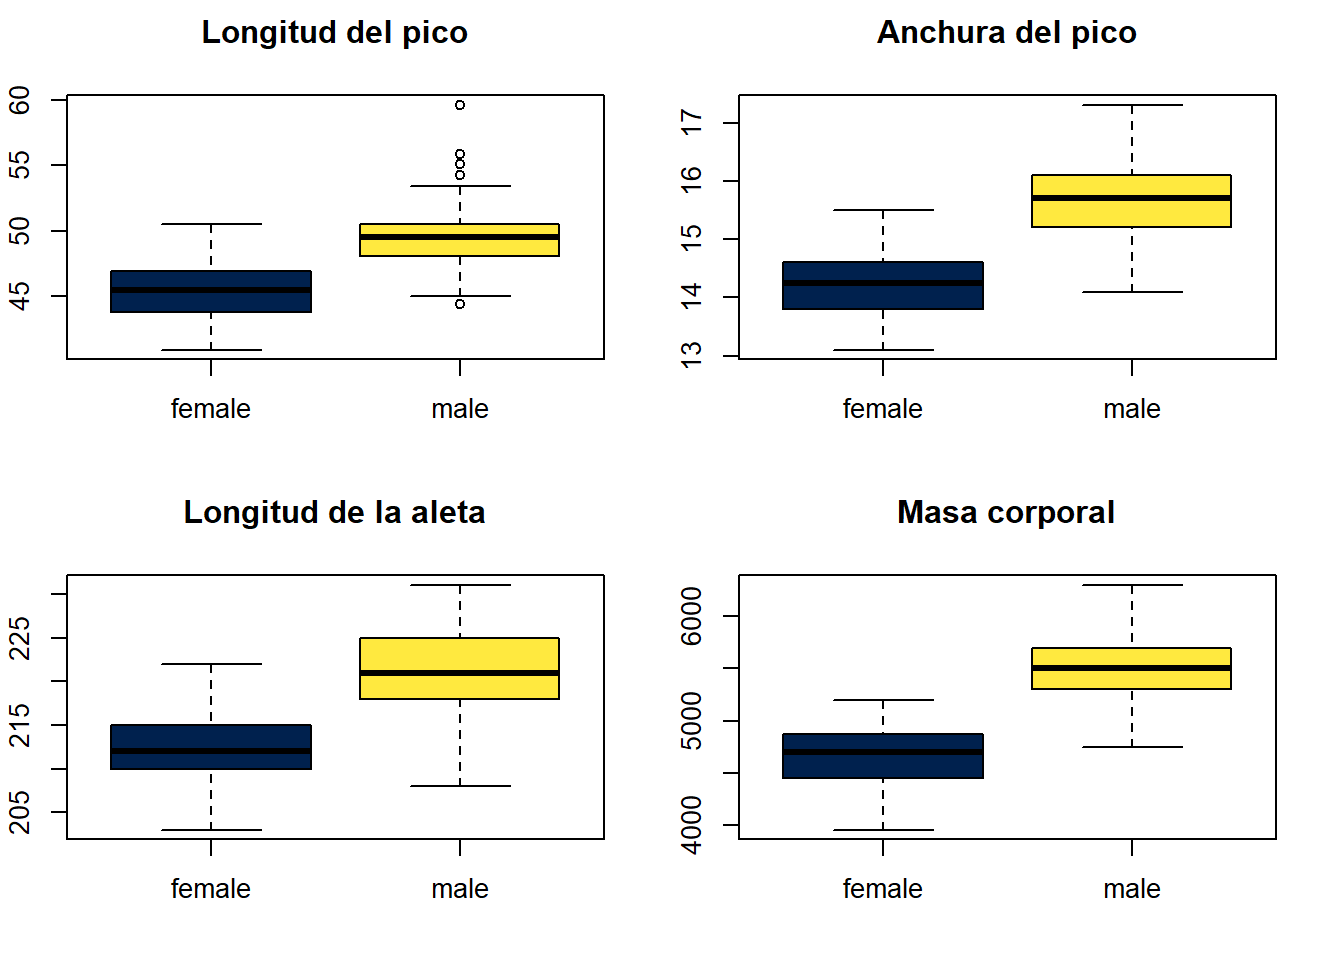 Longitud del pico
60
55
50
45
female male
Anchura del pico
17
16
15
14
13
female male
Longitud de la aleta
225
215
205
female male
Masa corporal
6000
5000
4000
female male